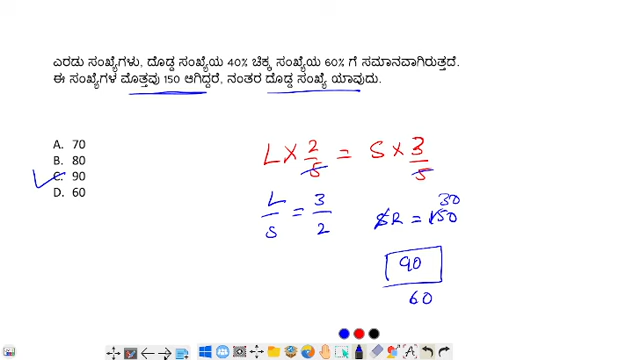 ಎರಡು ಸಂಖ್ಯೆಗಳು, ದೊಡ್ಡ ಸಂಖ್ಯೆಯ 40% ಚಿಕ್ಕ ಸಂಖ್ಯೆಯ 60% ಗೆ ಸಮಾನವಾಗಿರುತ್ತದೆ.
ಈ ಸಂಖ್ಯೆಗಳ ಮೊತ್ತವು 150 ಆಗಿದ್ದರೆ, ನಂತರ ದೊಡ್ಡ ಸಂಖ್ಯೆ ಯಾವುದು.
A. 70
B. 80
C. 90
D. 60
L × 2/5 = S × 3/5
L/S = 3/2
5R = 150
30
90
60